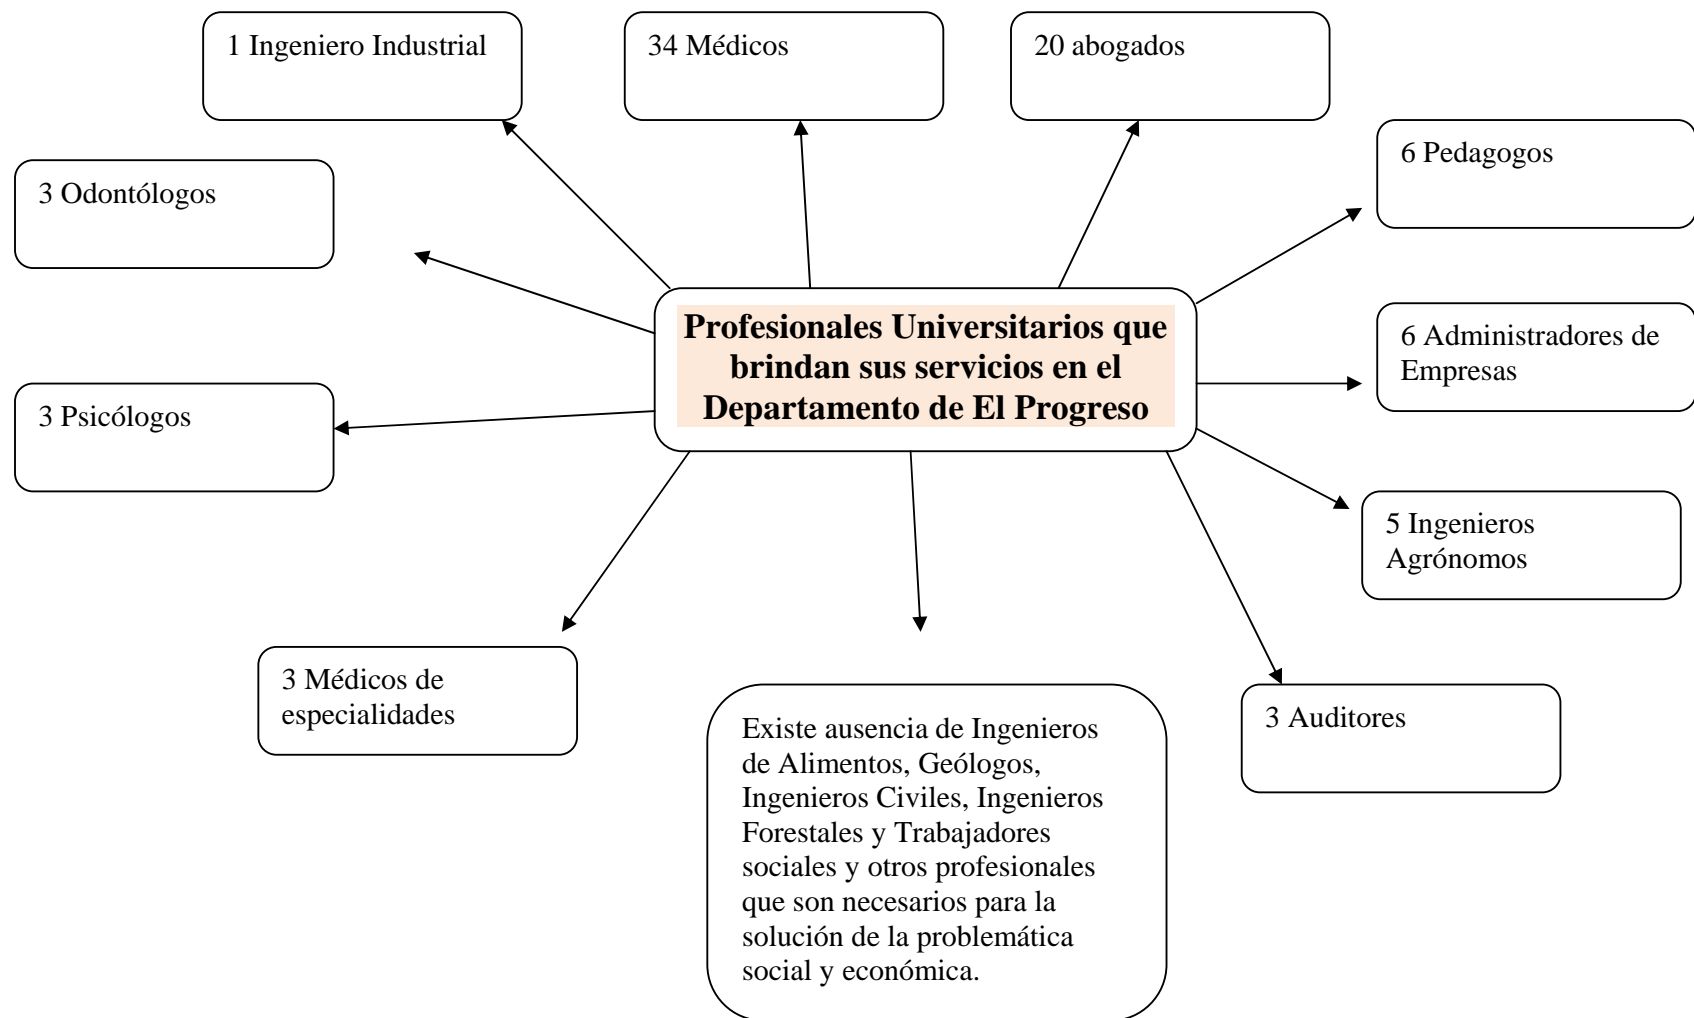 1 Ingeniero Industrial
34 Médicos
20 abogados
6 Pedagogos
3 Odontólogos
Profesionales Universitarios que
brindan sus servicios en el
Departamento de El Progreso
6 Administradores de
Empresas
3 Psicólogos
5 Ingenieros
Agrónomos
3 Médicos de
especialidades
Existe ausencia de Ingenieros
de Alimentos, Geólogos,
Ingenieros Civiles, Ingenieros
Forestales y Trabajadores
sociales y otros profesionales
que son necesarios para la
solución de la problemática
social y económica.
3 Auditores